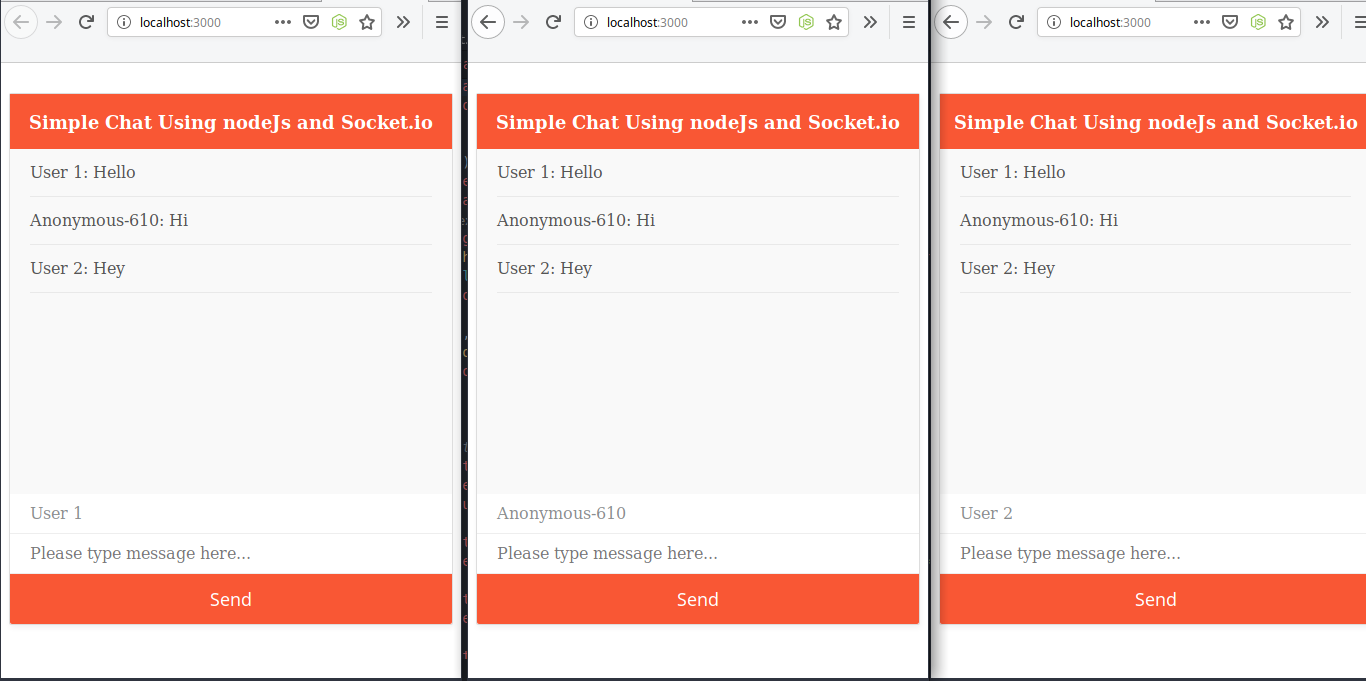 localhost:3000
Simple Chat Using nodeJs and Socket.io
User 1: Hello
Anonymous-610: Hi
User 2: Hey
User 1
Please type message here...
Send
localhost:3000
Simple Chat Using nodeJs and Socket.io
User 1: Hello
Anonymous-610: Hi
User 2: Hey
Anonymous-610
Please type message here...
Send
localhost:3000
Simple Chat Using nodeJs and Socket.io
User 1: Hello
Anonymous-610: Hi
User 2: Hey
User 2
Please type message here...
Send